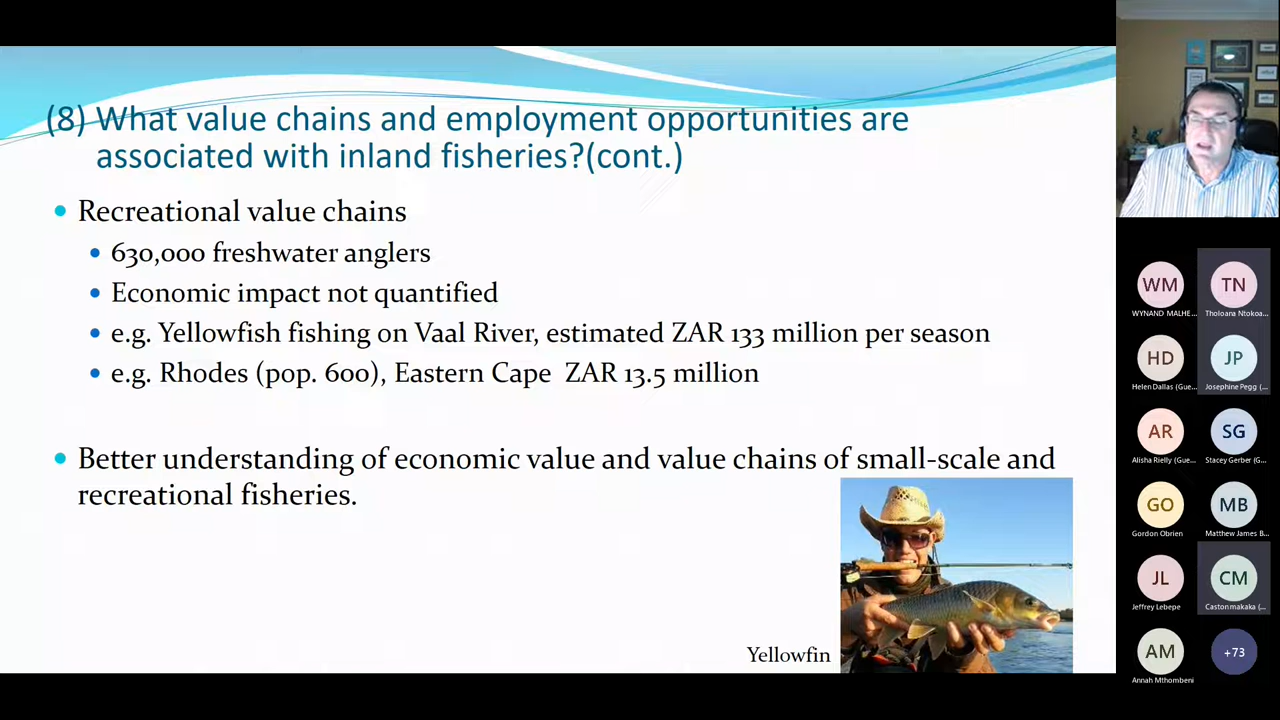 (8) What value chains and employment opportunities are
associated with inland fisheries?(cont.)
• Recreational value chains
• 630,000 freshwater anglers
• Economic impact not quantified
• e.g. Yellowfish fishing on Vaal River, estimated ZAR 133 million per season
• e.g. Rhodes (pop. 600), Eastern Cape ZAR 13.5 million
• Better understanding of economic value and value chains of small-scale and
recreational fisheries.
Yellowfin
WM
WYNAND MALHE...
TN
Tholoana Ntokoa...
HD
Helen Dallas (Gue...
JP
Josephine Pegg (...
AR
Alisha Rielly (Gue...
SG
Stacey Gerber (G...
GO
Gordon Obrien
MB
Matthew James B...
JL
Jeffrey Lebepe
CM
Caston makaka (...
AM
Annah Mthombeni
+73